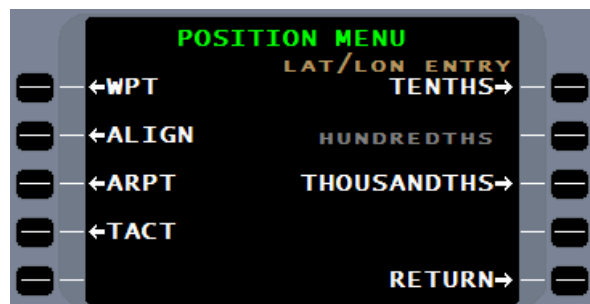 POSITION MENU
LAT/LON ENTRY
←WPT TENTHS→
←ALIGN HUNDREDTHS
←ARPT THOUSANDTHS→
←TACT
RETURN→